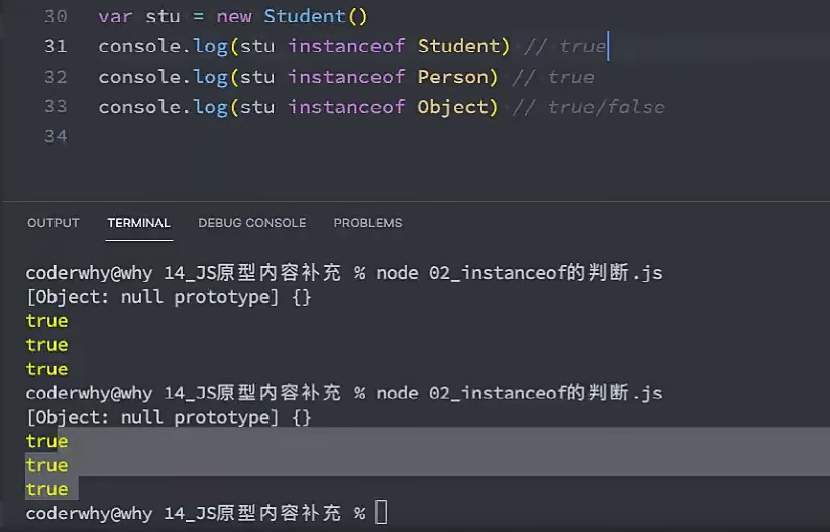 30 var stu = new Student()
31 console.log(stu instanceof Student) // true
32 console.log(stu instanceof Person) // true
33 console.log(stu instanceof Object) // true/false
34
OUTPUT TERMINAL DEBUG CONSOLE PROBLEMS
coderwhy@why 14_JS原型内容补充 % node 02_instanceof的判断.js
[Object: null prototype] {}
true
true
true
coderwhy@why 14_JS原型内容补充 % node 02_instanceof的判断.js
[Object: null prototype] {}
true
true
true
coderwhy@why 14_JS原型内容补充 %